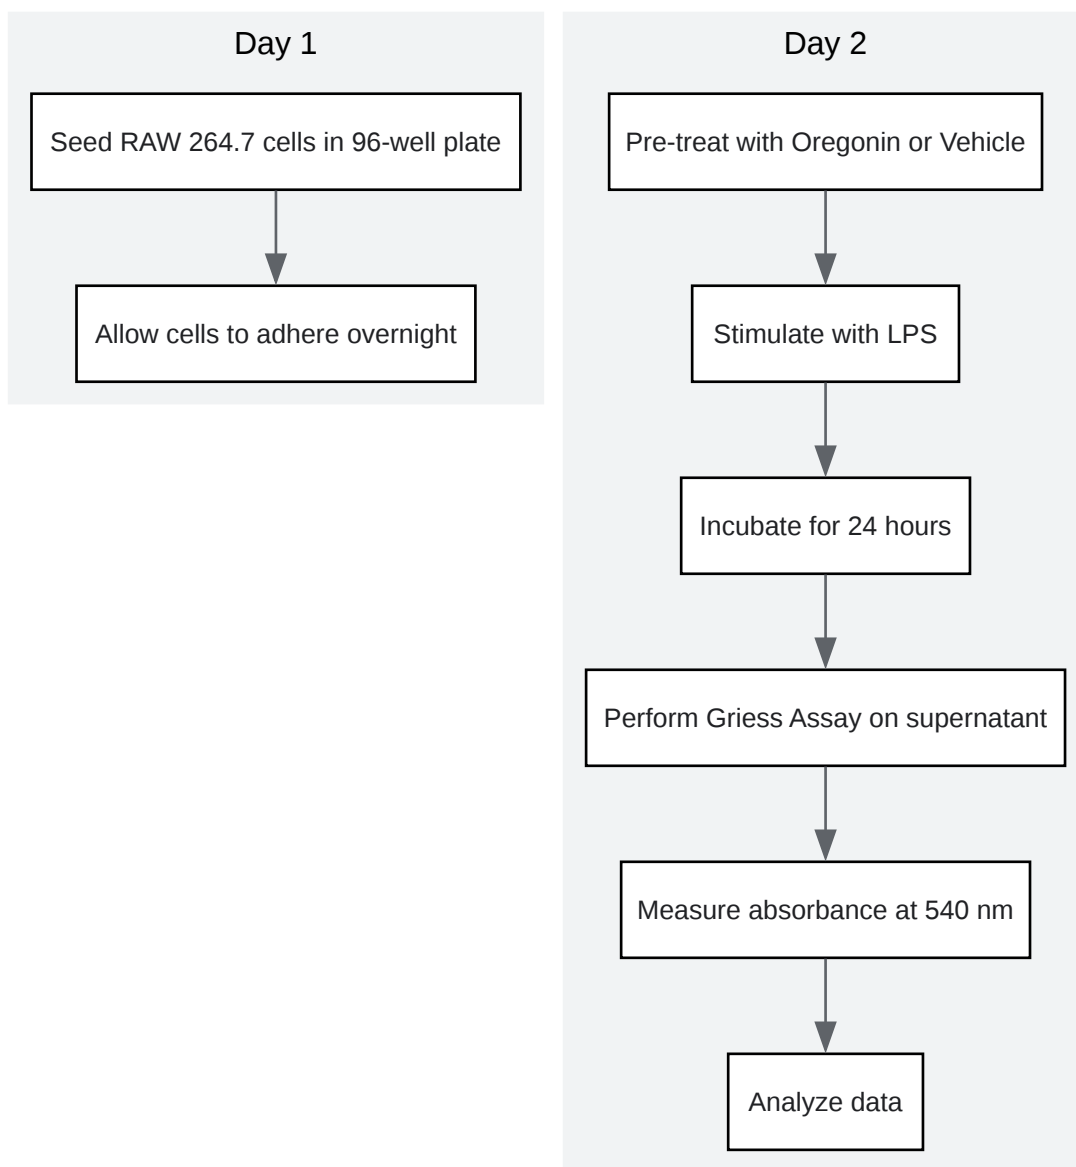 Day 1
Seed RAW 264.7 cells in 96-well plate
Allow cells to adhere overnight
Day 2
Pre-treat with Oregonin or Vehicle
Stimulate with LPS
Incubate for 24 hours
Perform Griess Assay on supernatant
Measure absorbance at 540 nm
Analyze data